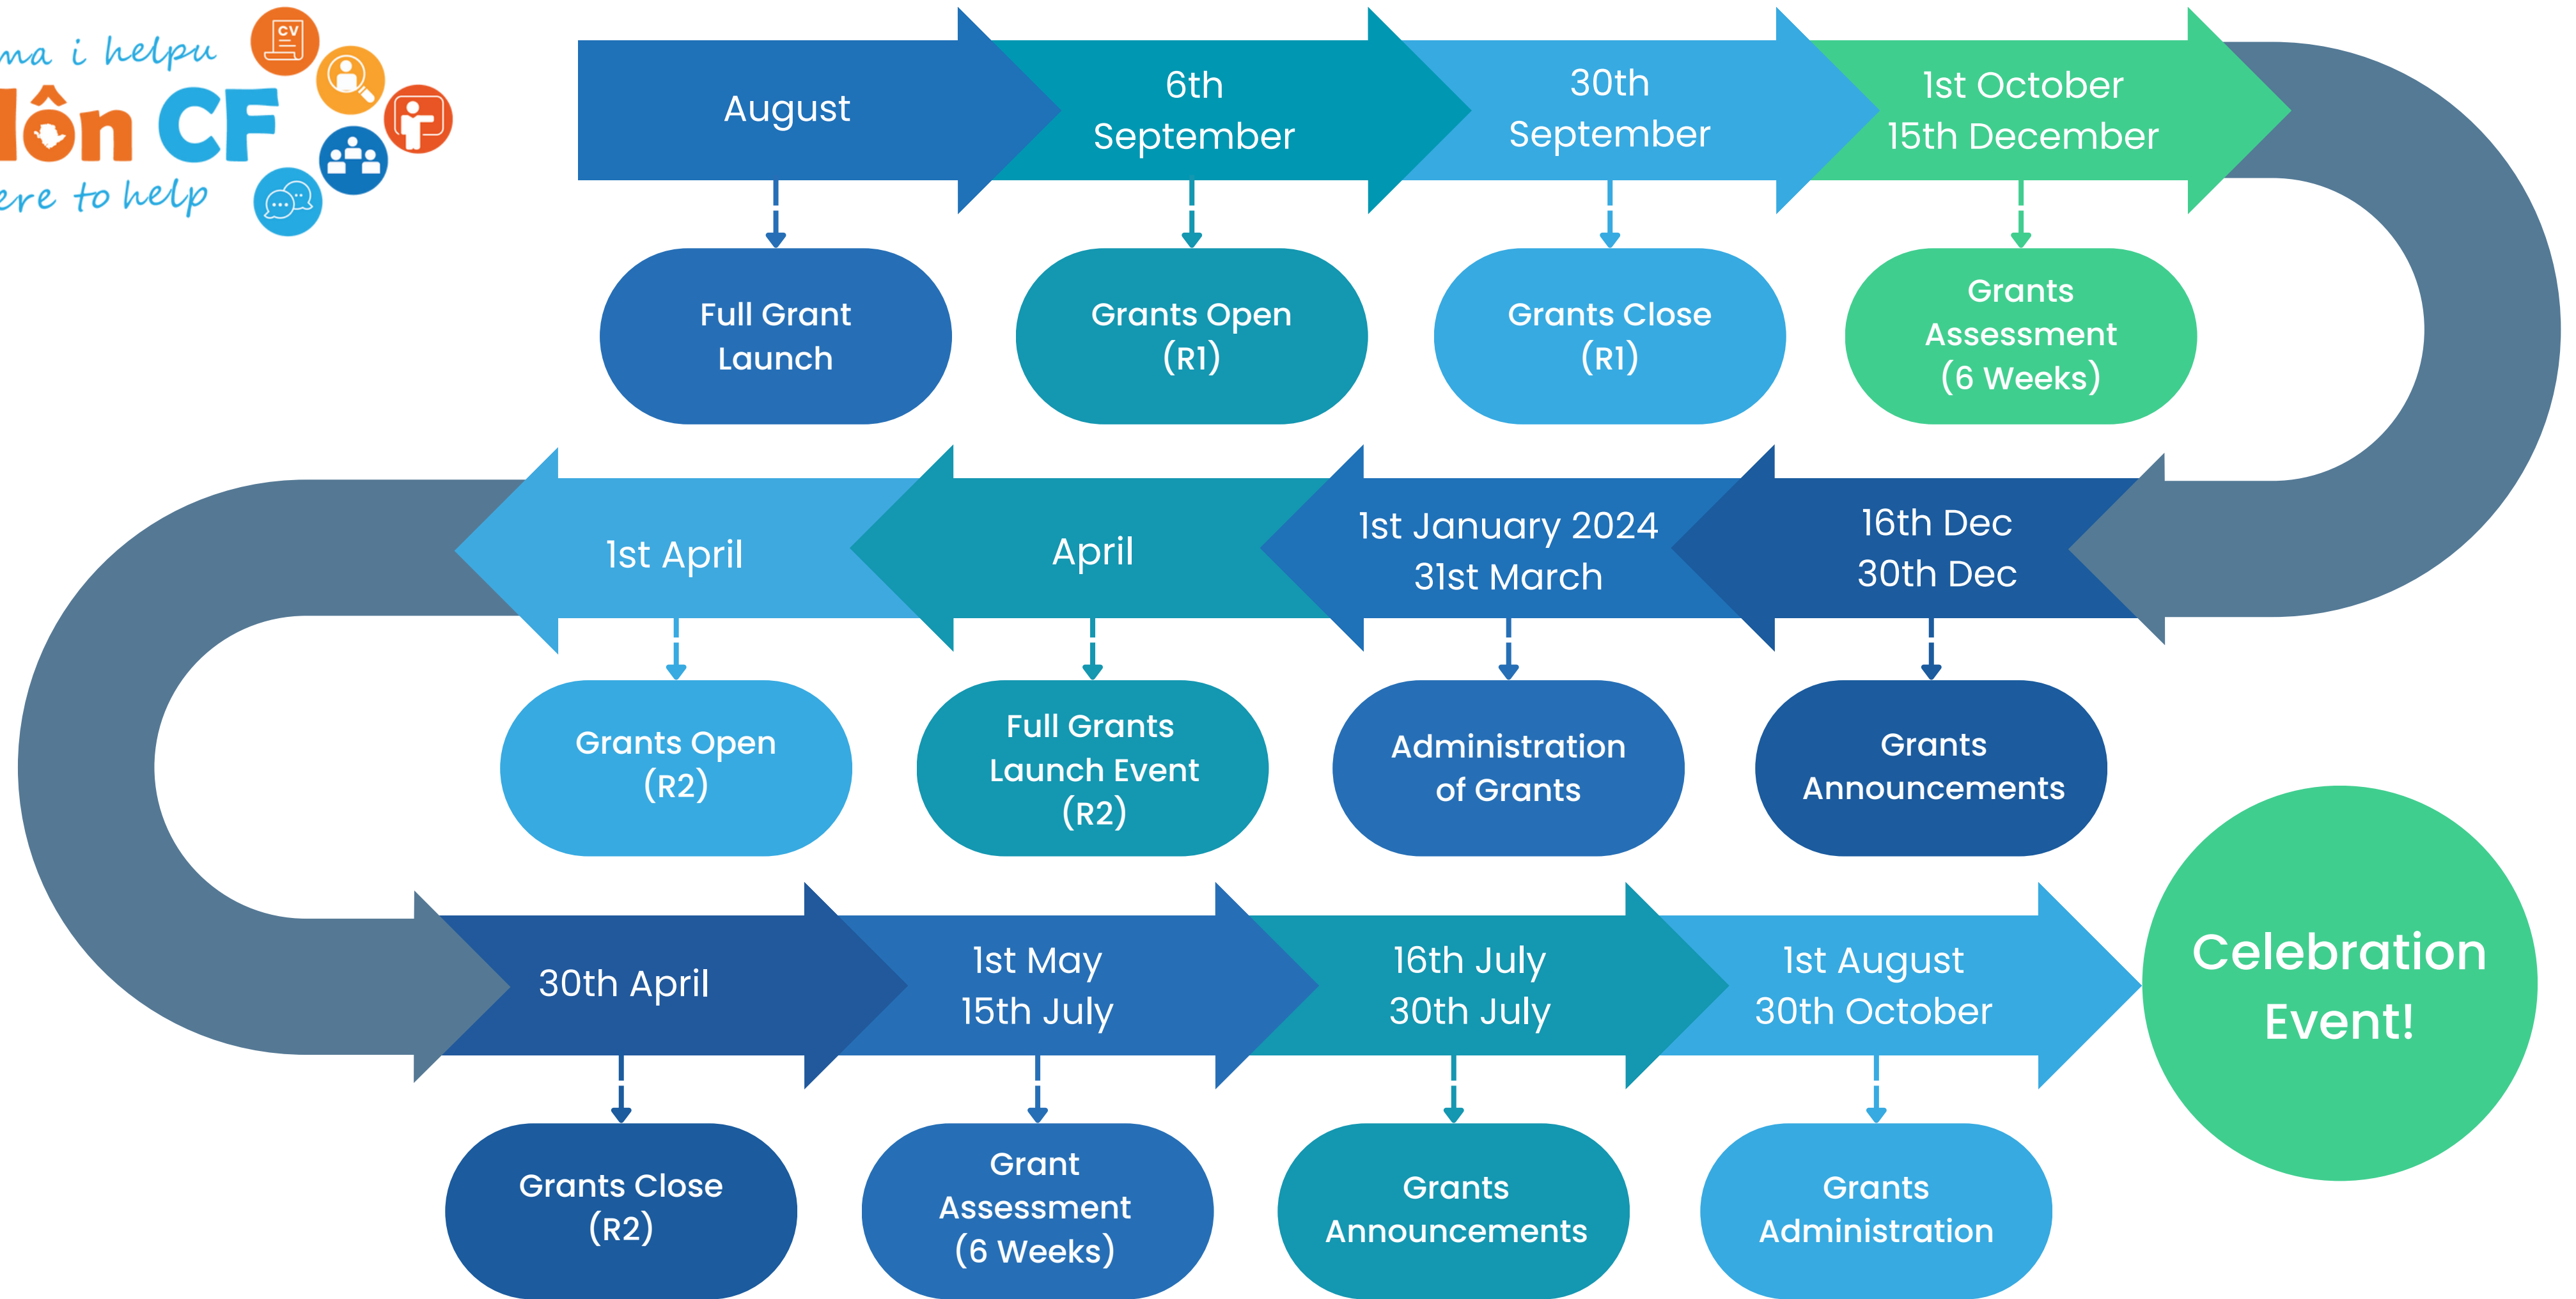 i helpu
CV
ôn CF
to help
August
6th
September
30th
September
1st October
15th December
Full Grant
Launch
Grants Open
(R1)
Grants Close
(R1)
Grants
Assessment
(6 Weeks)
16th Dec
30th Dec
1st January 2024
31st March
April
1st April
Grants
Announcements
Administration
of Grants
Full Grants
Launch Event
(R2)
Grants Open
(R2)
30th April
1st May
15th July
16th July
30th July
1st August
30th October
Celebration
Event!
Grants Close
(R2)
Grant
Assessment
(6 Weeks)
Grants
Announcements
Grants
Administration